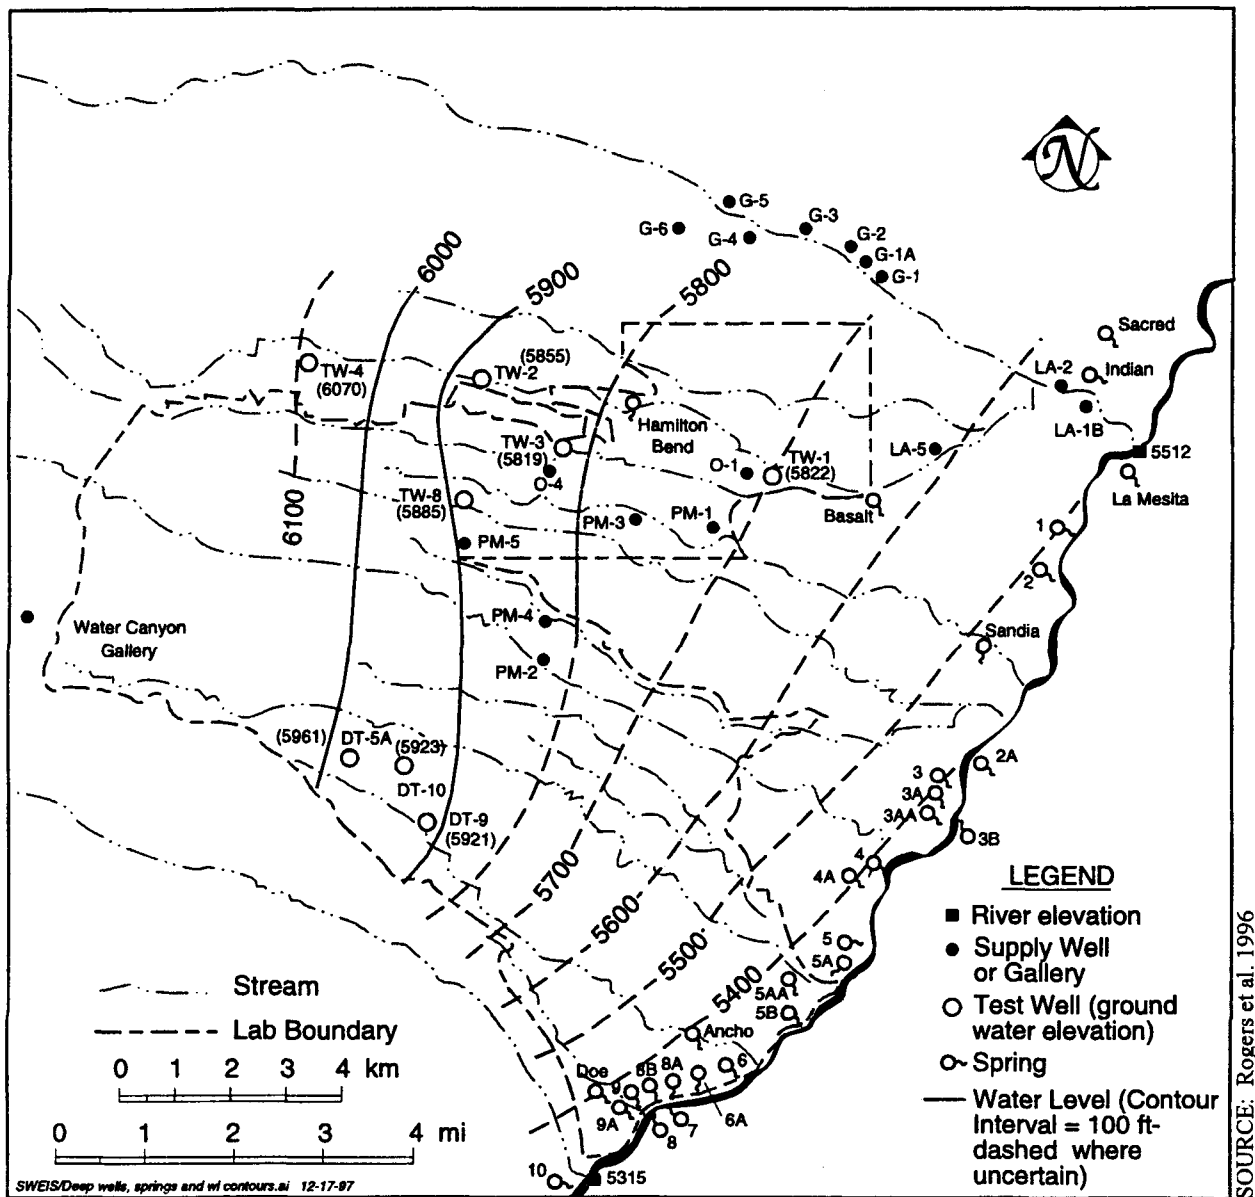 N
G-5
G-6
G-4
G-3
G-2
G-1A
G-1
6000
5900
5800
Sacred
Indian
LA-2
LA-1B
5512
La Mesita
TW-4
(6070)
(5855)
TW-2
Hamilton
Bend
TW-3
(5819)
O-4
O-1
TW-1
(5822)
LA-5
Basalt
TW-8
(5885)
6100
PM-3
PM-1
PM-5
1
2
Water Canyon
Gallery
PM-4
PM-2
Sandia
(5961)
DT-5A
(5923)
DT-10
DT-9
(5921)
2A
3
3A
3AA
3B
4
4A
5700
5600
5500
5400
5
5A
5AA
5B
Ancho
Doe
9
8B
8A
6
6A
9A
7
8
10
5315
LEGEND
River elevation
Supply Well
or Gallery
Test Well (ground
water elevation)
Spring
Water Level (Contour
Interval = 100 ft-
dashed where
uncertain)
Stream
Lab Boundary
0 1 2 3 4 km
0 1 2 3 4 mi
SWEIS/Deep wells, springs and wl contours.ai 12-17-97
SOURCE: Rogers et al. 1996